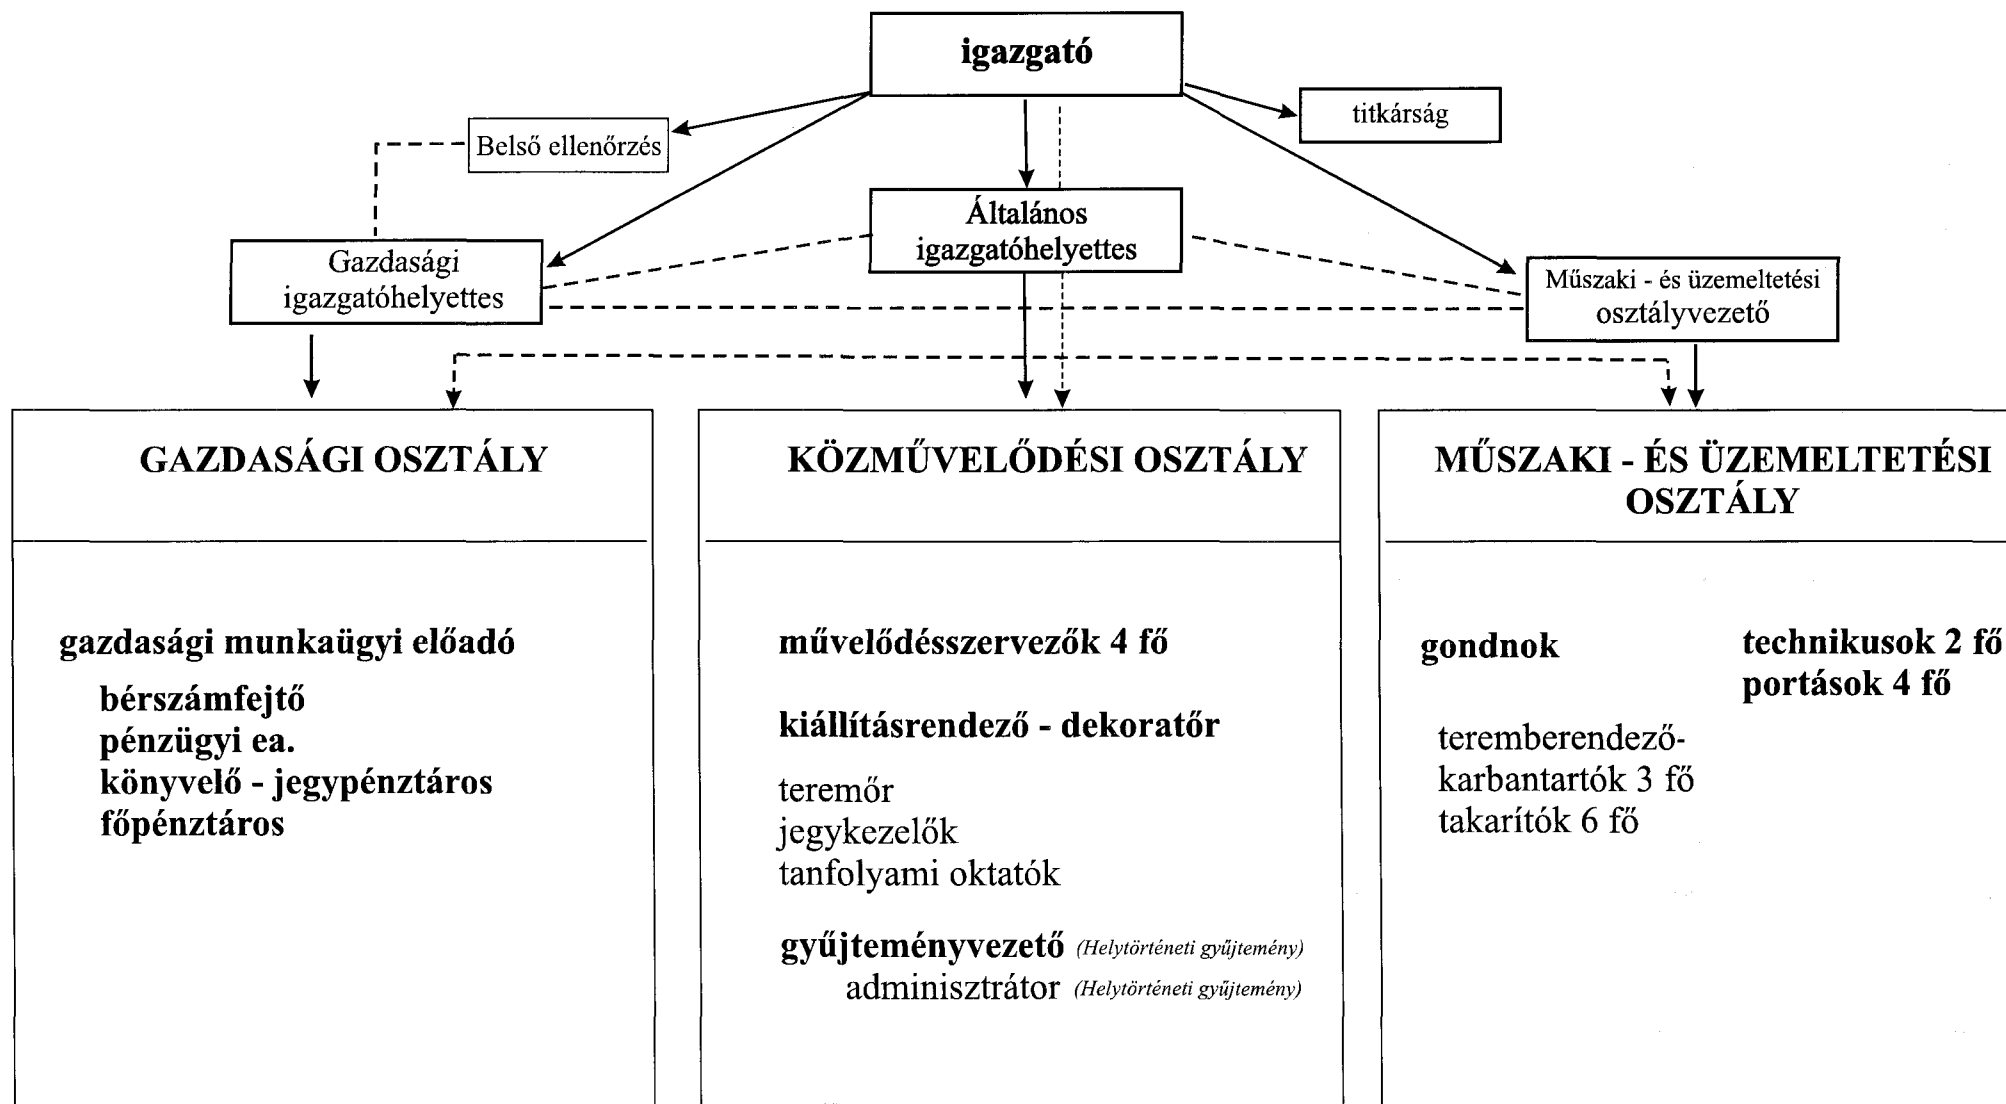 igazgató
titkárság
Belső ellenőrzés
Általános
igazgatóhelyettes
Gazdasági
igazgatóhelyettes
Műszaki - és üzemeltetési
osztályvezető
GAZDASÁGI OSZTÁLY
gazdasági munkaügyi előadó
bérszámfejtő
pénzügyi ea.
könyvelő - jegypénztáros
főpénztáros
KÖZMŰVELŐDÉSI OSZTÁLY
művelődésszervezők 4 fő
kiállításrendező - dekoratőr
teremőr
jegykezelők
tanfolyami oktatók
gyűjteményvezető (Helytörténeti gyűjtemény)
adminisztrátor (Helytörténeti gyűjtemény)
MŰSZAKI - ÉS ÜZEMELTETÉSI
OSZTÁLY
gondnok
teremberendező-
karbantartók 3 fő
takarítók 6 fő
technikusok 2 fő
portások 4 fő